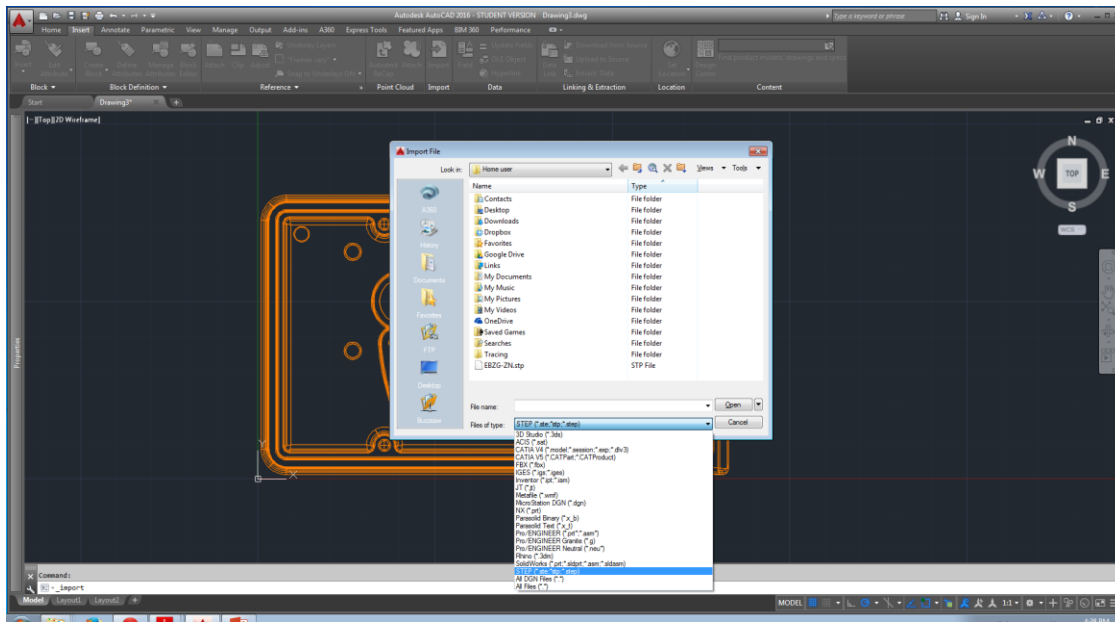 Autodesk AutoCAD 2016 - STUDENT VERSION Drawing3.dwg
Type a keyword or phrase
Sign In
Home Insert Annotate Parametric View Manage Output Add-ins A360 Express Tools Featured Apps BIM 360 Performance
Block Block Definition Reference Point Cloud Import Data Linking & Extraction Location Content
Start Drawing3*
[-][Top][2D Wireframe]
N
W TOP E
S
WCS
Import File
Look in: Home user Views Tools
Name Type
Contacts File folder
Desktop File folder
Downloads File folder
Dropbox File folder
Favorites File folder
Google Drive File folder
Links File folder
My Documents File folder
My Music File folder
My Pictures File folder
My Videos File folder
OneDrive File folder
Saved Games File folder
Searches File folder
Tracing File folder
EBZG-ZN.stp STP File
A360
History
Documents
Favorites
FTP
Desktop
Buzzsaw
File name: Open
Files of type: STEP (*.ste;*stp;*.step) Cancel
3D Studio (*.3ds)
ACIS (*.sat)
CATIA V4 (*.model;*.session;*.exp;*.dlv3)
CATIA V5 (*.CATPart;*.CATProduct)
FBX (*.fbx)
IGES (*.igs;*.iges)
Inventor (*.ipt;*.iam)
JT (*.jt)
Metafile (*.wmf)
MicroStation DGN (*.dgn)
NX (*.prt)
Parasolid Binary (*.x_b)
Parasolid Text (*.x_t)
Pro/ENGINEER (*.prt*;*.asm*)
Pro/ENGINEER Granite (*.g)
Pro/ENGINEER Neutral (*.neu*)
Rhino (*.3dm)
SolidWorks (*.prt;*.sldprt;*.asm;*.sldasm)
STEP (*.ste;*stp;*.step)
All DGN Files (*.*)
All Files (*.*)
Properties
Y
X
Command:
_import
Model Layout1 Layout2
MODEL 1:1